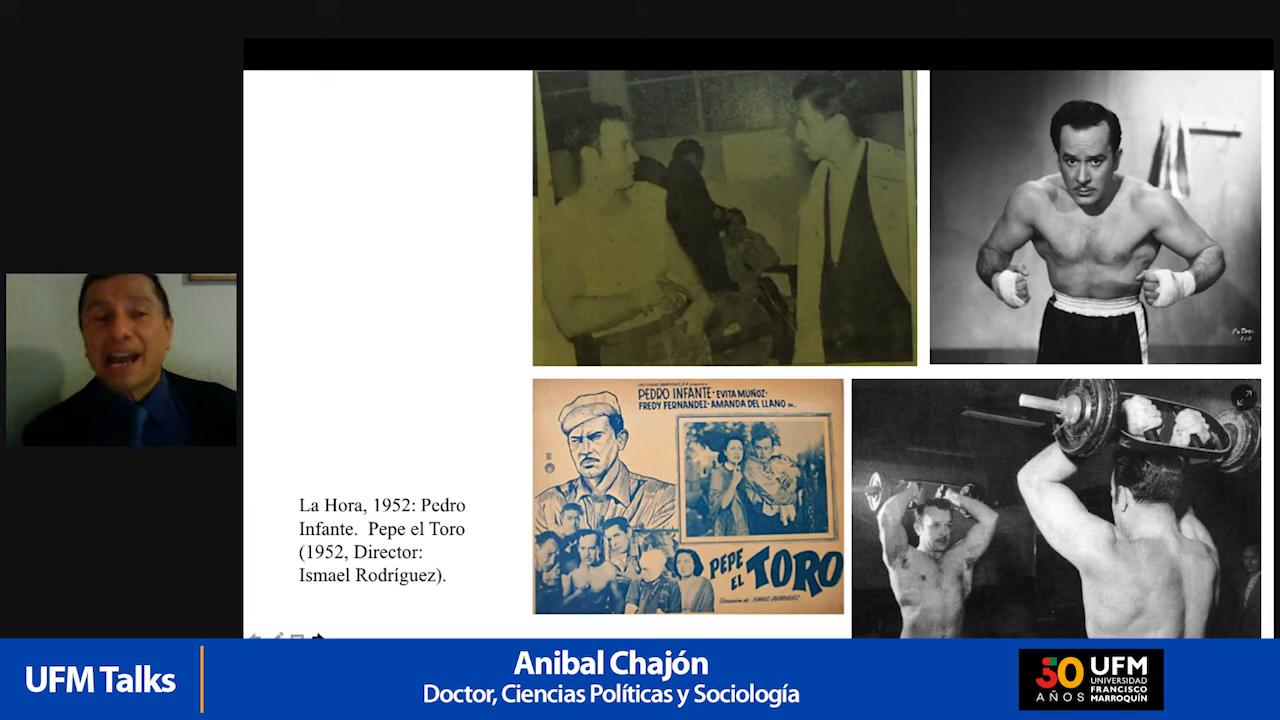 PEDRO INFANTE · EVITA MUÑOZ ·
FREDY FERNANDEZ · AMANDA DEL LLANO
PEPE
EL TORO
La Hora, 1952: Pedro
Infante. Pepe el Toro
(1952, Director:
Ismael Rodríguez).
UFM Talks
Anibal Chajón
Doctor, Ciencias Políticas y Sociología
50
AÑOS
UFM
UNIVERSIDAD
FRANCISCO
MARROQUÍN